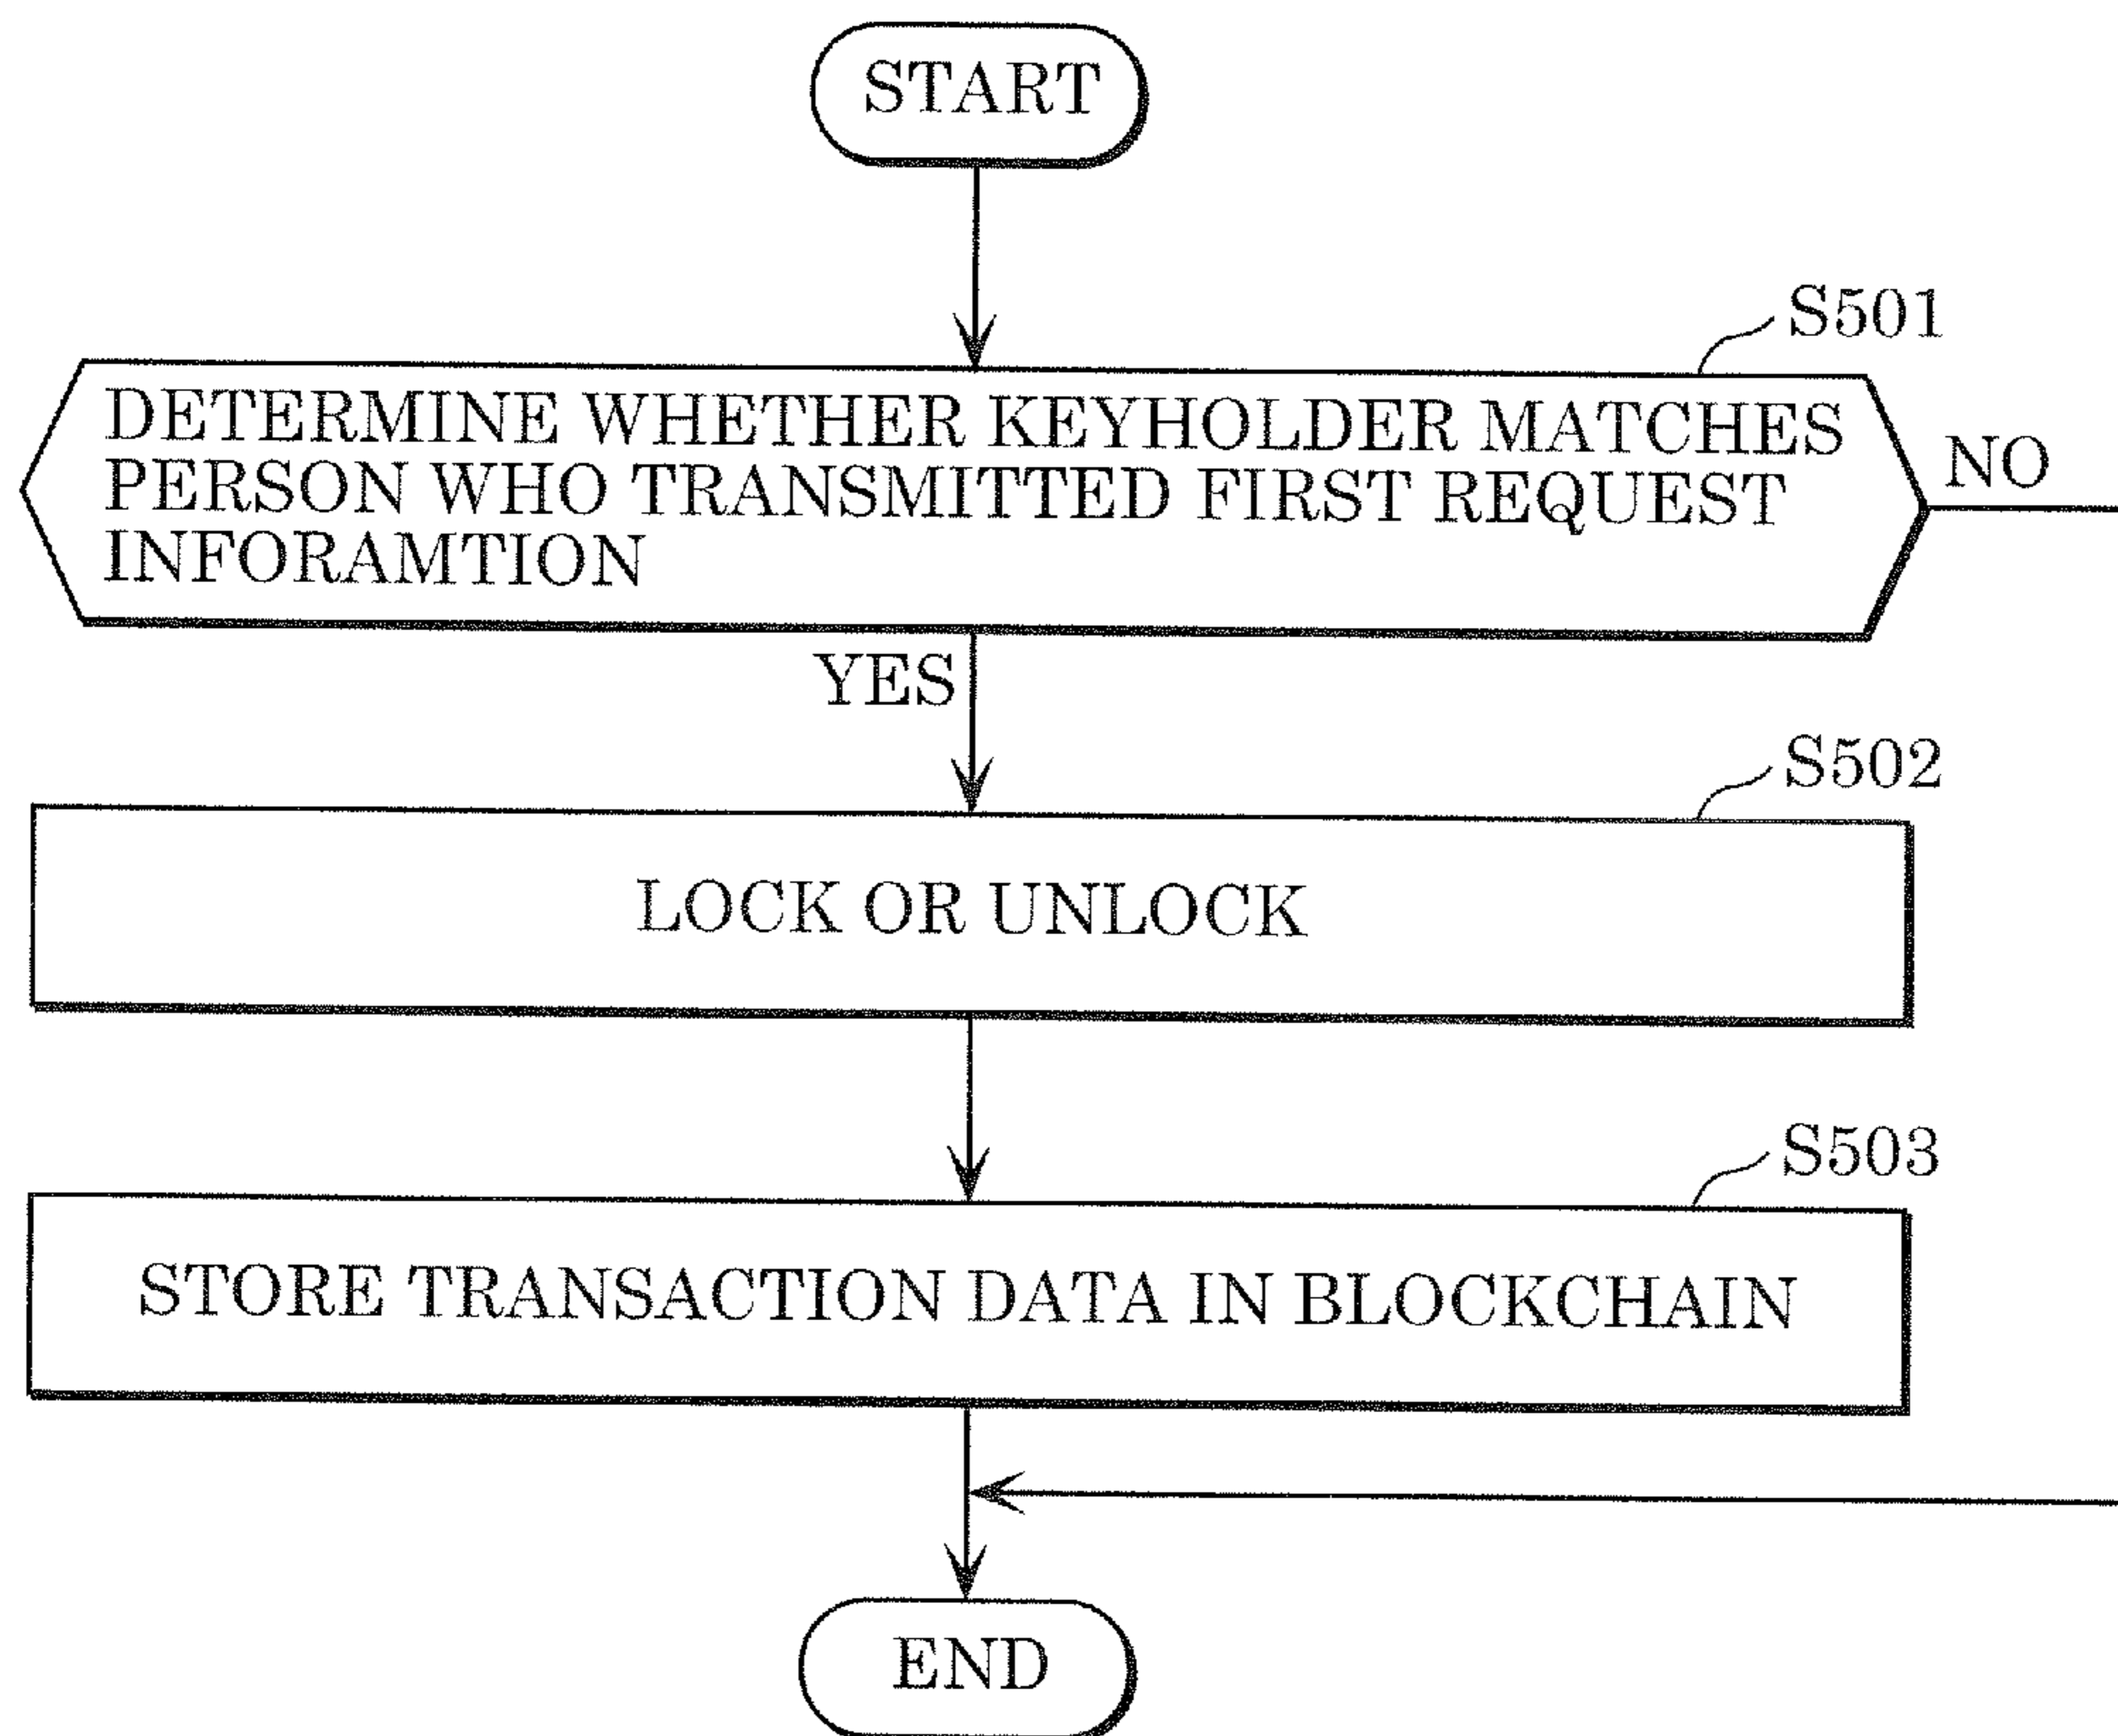 START
S501
DETERMINE WHETHER KEYHOLDER MATCHES
PERSON WHO TRANSMITTED FIRST REQUEST
INFORAMTION
NO
YES
S502
LOCK OR UNLOCK
S503
STORE TRANSACTION DATA IN BLOCKCHAIN
END